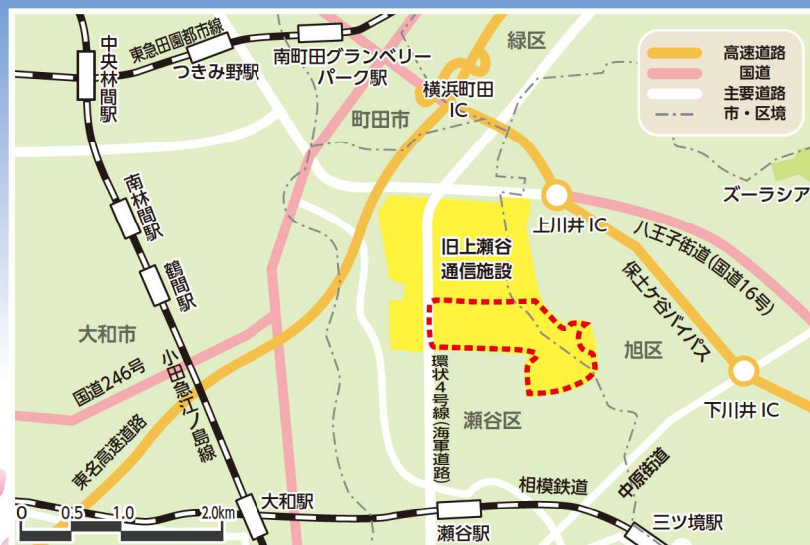 中央林間駅
東急田園都市線
つきみ野駅
南町田グランベリー
パーク駅
緑区
横浜町田
IC
町田市
高速道路
国道
主要道路
市・区境
ズーラシア
南林間駅
鶴間駅
旧上瀬谷
通信施設
上川井IC
八王子街道(国道16号)
保土ケ谷バイパス
大和市
国道246号
小田急江ノ島線
東名高速道路
環状4号線(海軍道路)
瀬谷区
旭区
下川井IC
中原街道
相模鉄道
大和駅
瀬谷駅
三ツ境駅
0 0.5 1.0 2.0km